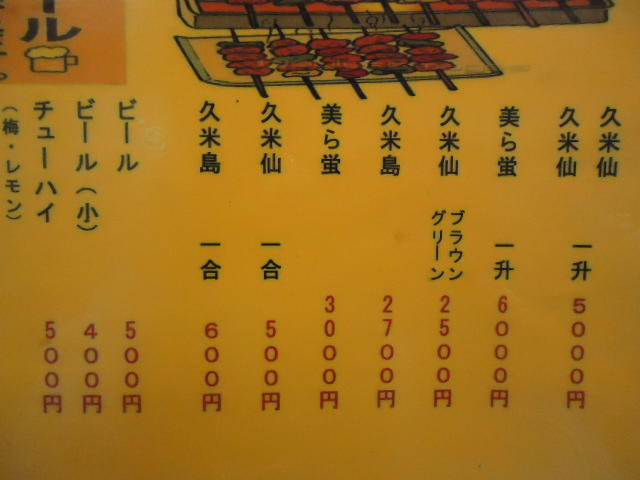 久米仙
久米仙 一升 5000円
美ら蛍 一升 6000円
久米仙 ブラウン
グリーン 2500円
久米島 2700円
美ら蛍 3000円
久米仙 一合 500円
久米島 一合 600円
ビール 500円
ビール(小) 400円
チューハイ 500円
(梅・レモン)
ール